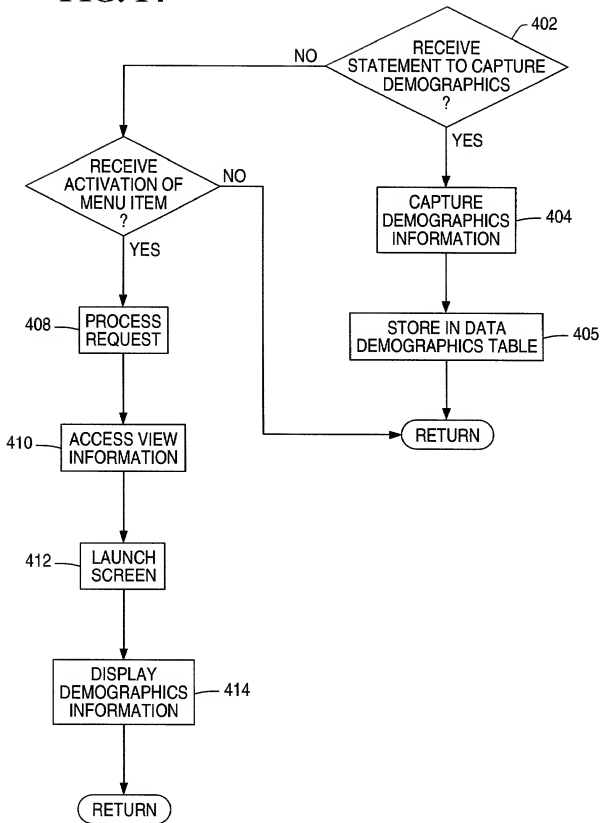 FIG.
402
RECEIVE
STATEMENT TO CAPTURE
DEMOGRAPHICS
?
NO
YES
RECEIVE
ACTIVATION OF
MENU ITEM
?
NO
YES
CAPTURE
DEMOGRAPHICS
INFORMATION
404
408
PROCESS
REQUEST
STORE IN DATA
DEMOGRAPHICS TABLE
405
410
ACCESS VIEW
INFORMATION
RETURN
412
LAUNCH
SCREEN
DISPLAY
DEMOGRAPHICS
INFORMATION
414
RETURN